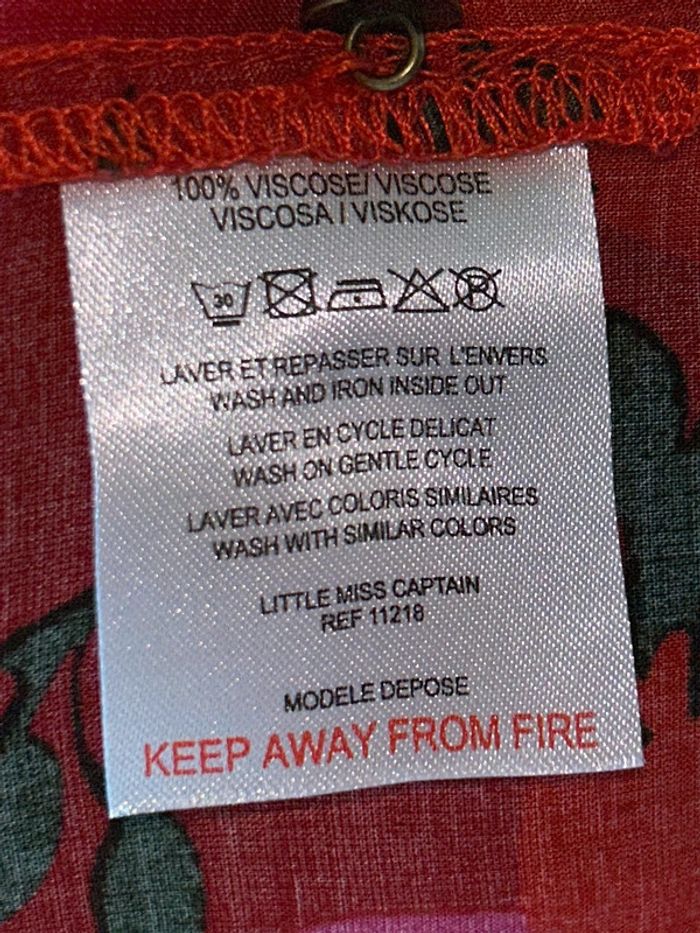 100% VISCOSE/ VISCOSE
VISCOSA / VISKOSE
30
P
LAVER ET REPASSER SUR L'ENVERS
WASH AND IRON INSIDE OUT
LAVER EN CYCLE DELICAT
WASH ON GENTLE CYCLE
LAVER AVEC COLORIS SIMILAIRES
WASH WITH SIMILAR COLORS
LITTLE MISS CAPTAIN
REF 11218
MODELE DEPOSE
KEEP AWAY FROM FIRE